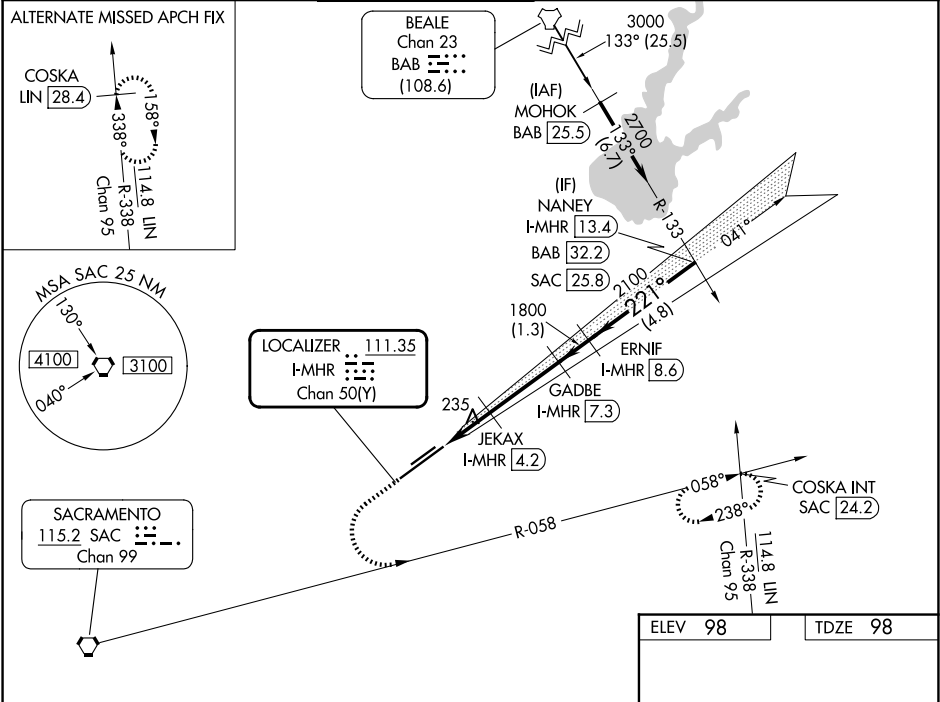 ALTERNATE MISSED APCH FIX
COSKA
LIN 28.4
158°
338°
R-338
Chan 95
114.8 LIN
BEALE
Chan 23
BAB
(108.6)
3000
133° (25.5)
(IAF)
MOHOK
BAB 25.5
2700
133°
(6.7)
R-133
(IF)
NANEY
I-MHR 13.4
BAB 32.2
SAC 25.8
041°
2100
221°
(4.8)
1800
(1.3)
ERNIF
I-MHR 8.6
GADBE
I-MHR 7.3
235
JEKAX
I-MHR 4.2
MSA SAC 25 NM
130°
4100
3100
040°
LOCALIZER 111.35
I-MHR
Chan 50(Y)
SACRAMENTO
115.2 SAC
Chan 99
R-058
058°
238°
COSKA INT
SAC 24.2
114.8 LIN
R-338
Chan 95
ELEV 98
TDZE 98